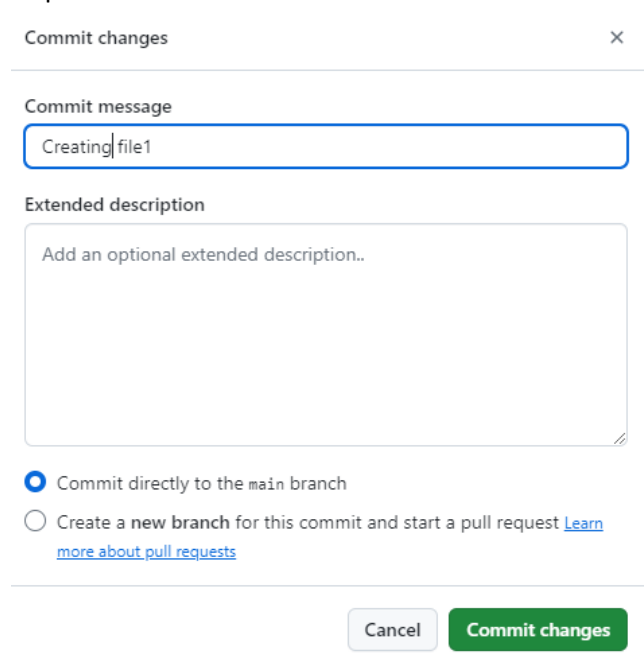 Commit changes
Commit message
Creating file1
Extended description
Add an optional extended description..
Commit directly to the main branch
Create a new branch for this commit and start a pull request Learn
more about pull requests
Cancel Commit changes